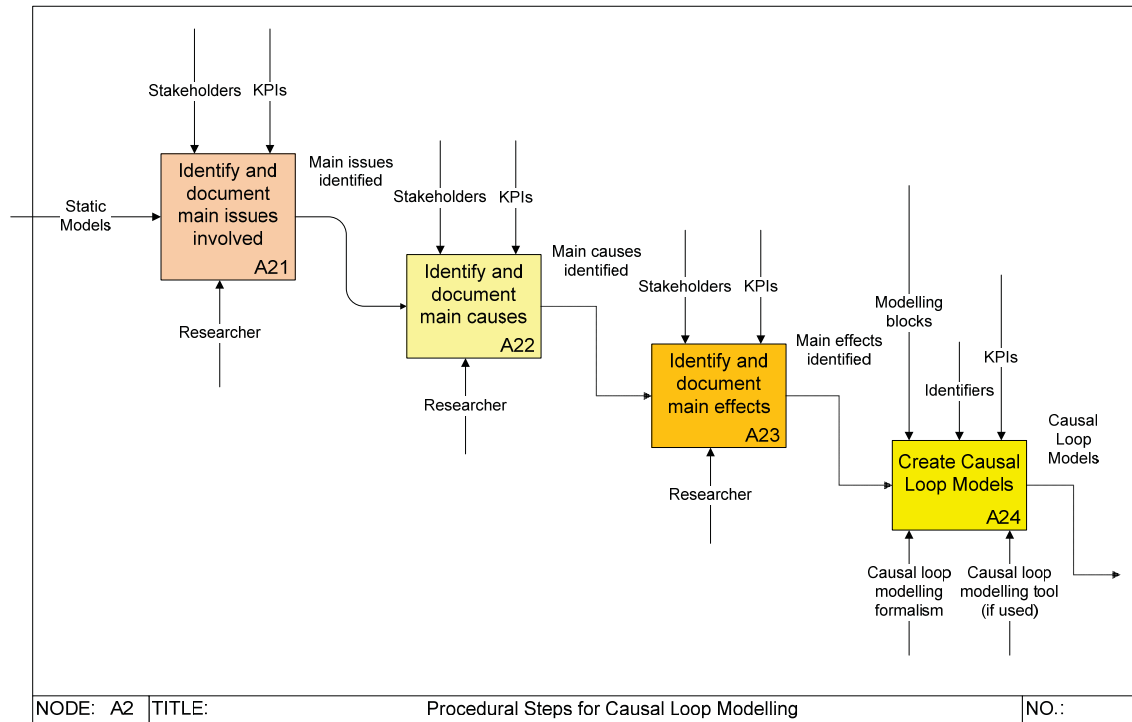 Stakeholders
KPIs
Static
Models
Identify and
document
main issues
involved
A21
Researcher
Main issues
identified
Stakeholders
KPIs
Identify and
document
main causes
A22
Researcher
Main causes
identified
Stakeholders
KPIs
Identify and
document
main effects
A23
Researcher
Main effects
identified
Modelling
blocks
Identifiers
KPIs
Create Causal
Loop Models
A24
Causal loop
modelling
formalism
Causal loop
modelling tool
(if used)
Causal
Loop
Models
NODE: A2
TITLE:
Procedural Steps for Causal Loop Modelling
NO.: